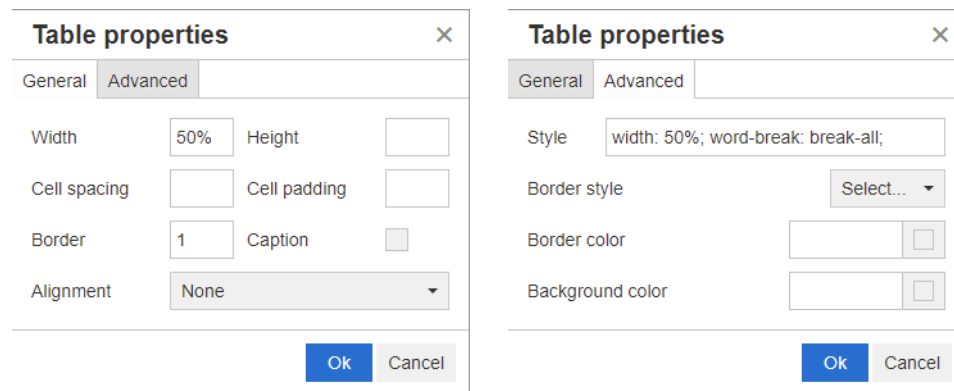 Table properties ×
General Advanced
Width 50% Height
Cell spacing Cell padding
Border 1 Caption
Alignment None
Ok Cancel
Table properties ×
General Advanced
Style width: 50%; word-break: break-all;
Border style Select...
Border color
Background color
Ok Cancel